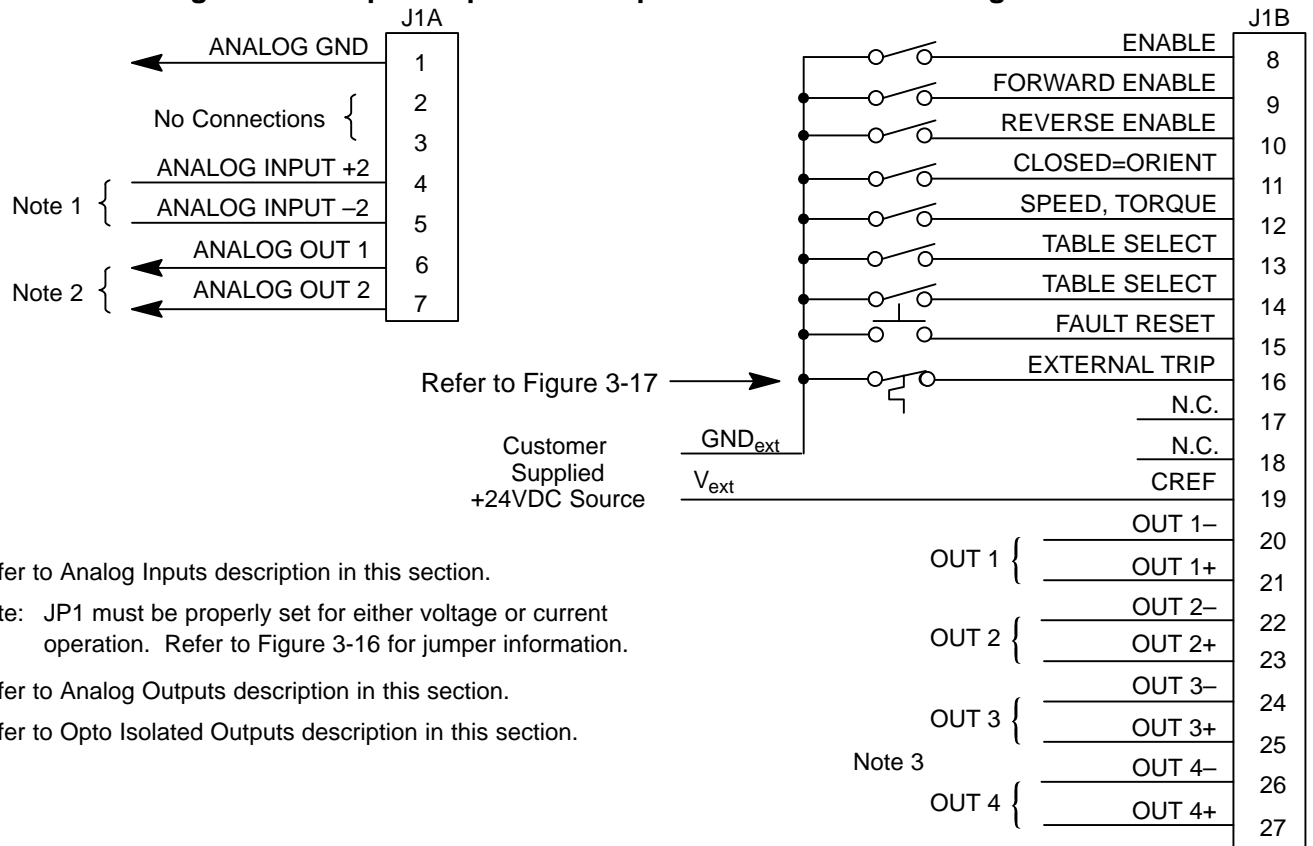 J1A
ANALOG GND
1
No Connections {
2
3
Note 1 {
ANALOG INPUT +2
4
ANALOG INPUT –2
5
Note 2 {
ANALOG OUT 1
6
ANALOG OUT 2
7
J1B
ENABLE
8
FORWARD ENABLE
9
REVERSE ENABLE
10
CLOSED=ORIENT
11
SPEED, TORQUE
12
TABLE SELECT
13
TABLE SELECT
14
FAULT RESET
15
Refer to Figure 3-17
EXTERNAL TRIP
16
N.C.
17
N.C.
18
Customer
Supplied
+24VDC Source
GNDext
Vext
CREF
19
OUT 1 {
OUT 1–
20
OUT 1+
21
OUT 2 {
OUT 2–
22
OUT 2+
23
OUT 3 {
OUT 3–
24
OUT 3+
25
Note 3
OUT 4 {
OUT 4–
26
OUT 4+
27
to Analog Inputs description in this section.
JP1 must be properly set for either voltage or current
operation. Refer to Figure 3-16 for jumper information.
to Analog Outputs description in this section.
to Opto Isolated Outputs description in this section.